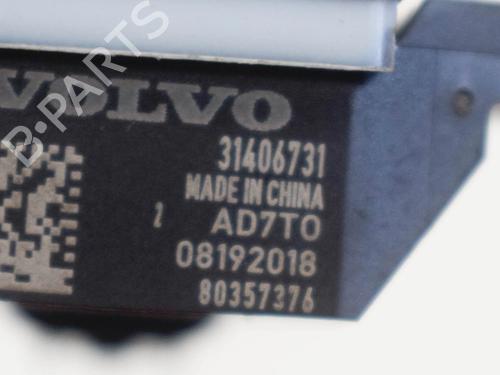 VOLVO
31406731
MADE IN CHINA
2 AD7T0
08192018
80357376
B-PARTS